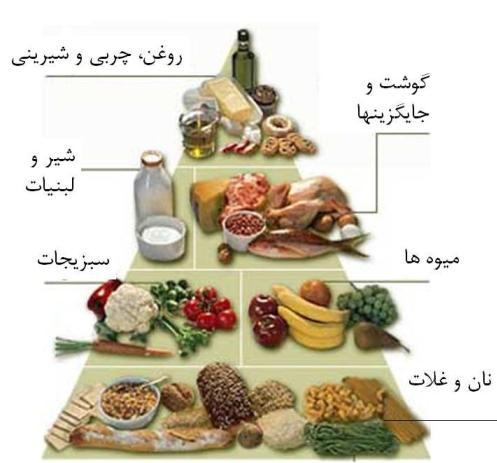 روغن، چربی و شیرینی
گوشت و
جایگزینها
شیر و
لبنیات
سبزیجات
میوه ها
نان و غلات